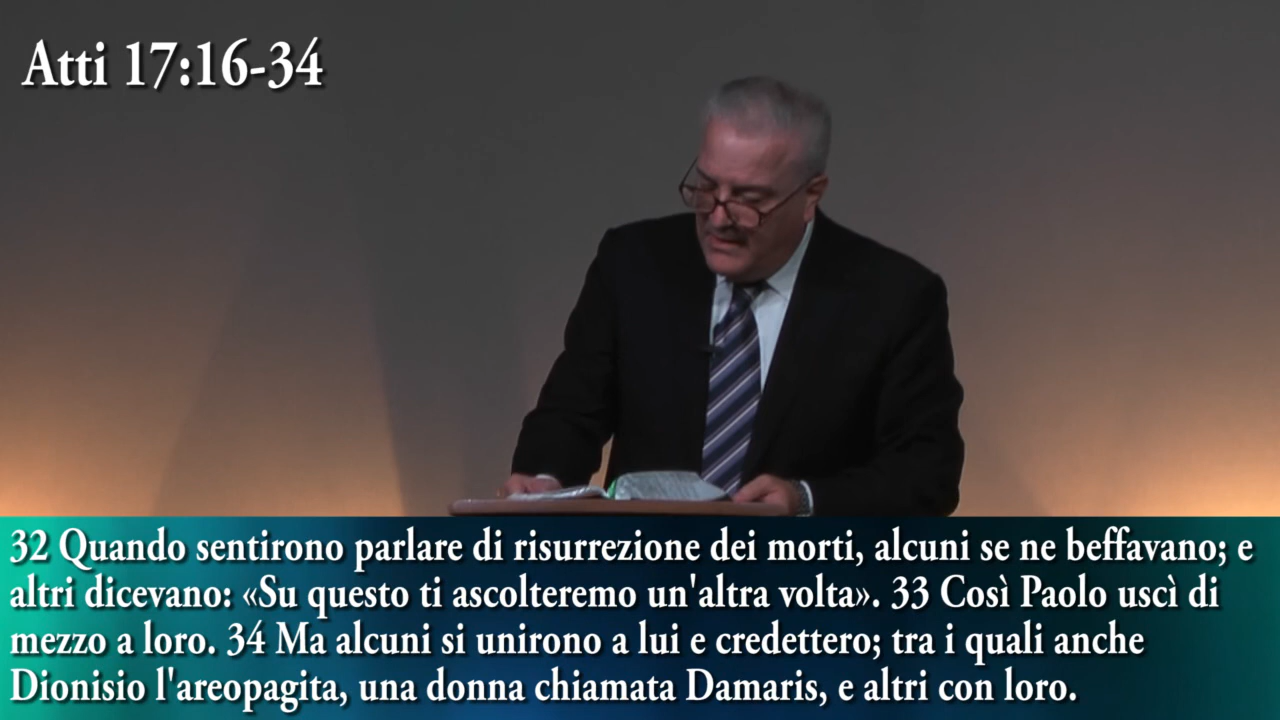 Atti 17:16-34
32 Quando sentirono parlare di risurrezione dei morti, alcuni se ne beffavano; e
altri dicevano: «Su questo ti ascolteremo un'altra volta». 33 Così Paolo uscì di
mezzo a loro. 34 Ma alcuni si unirono a lui e credettero; tra i quali anche
Dionisio l'areopagita, una donna chiamata Damaris, e altri con loro.